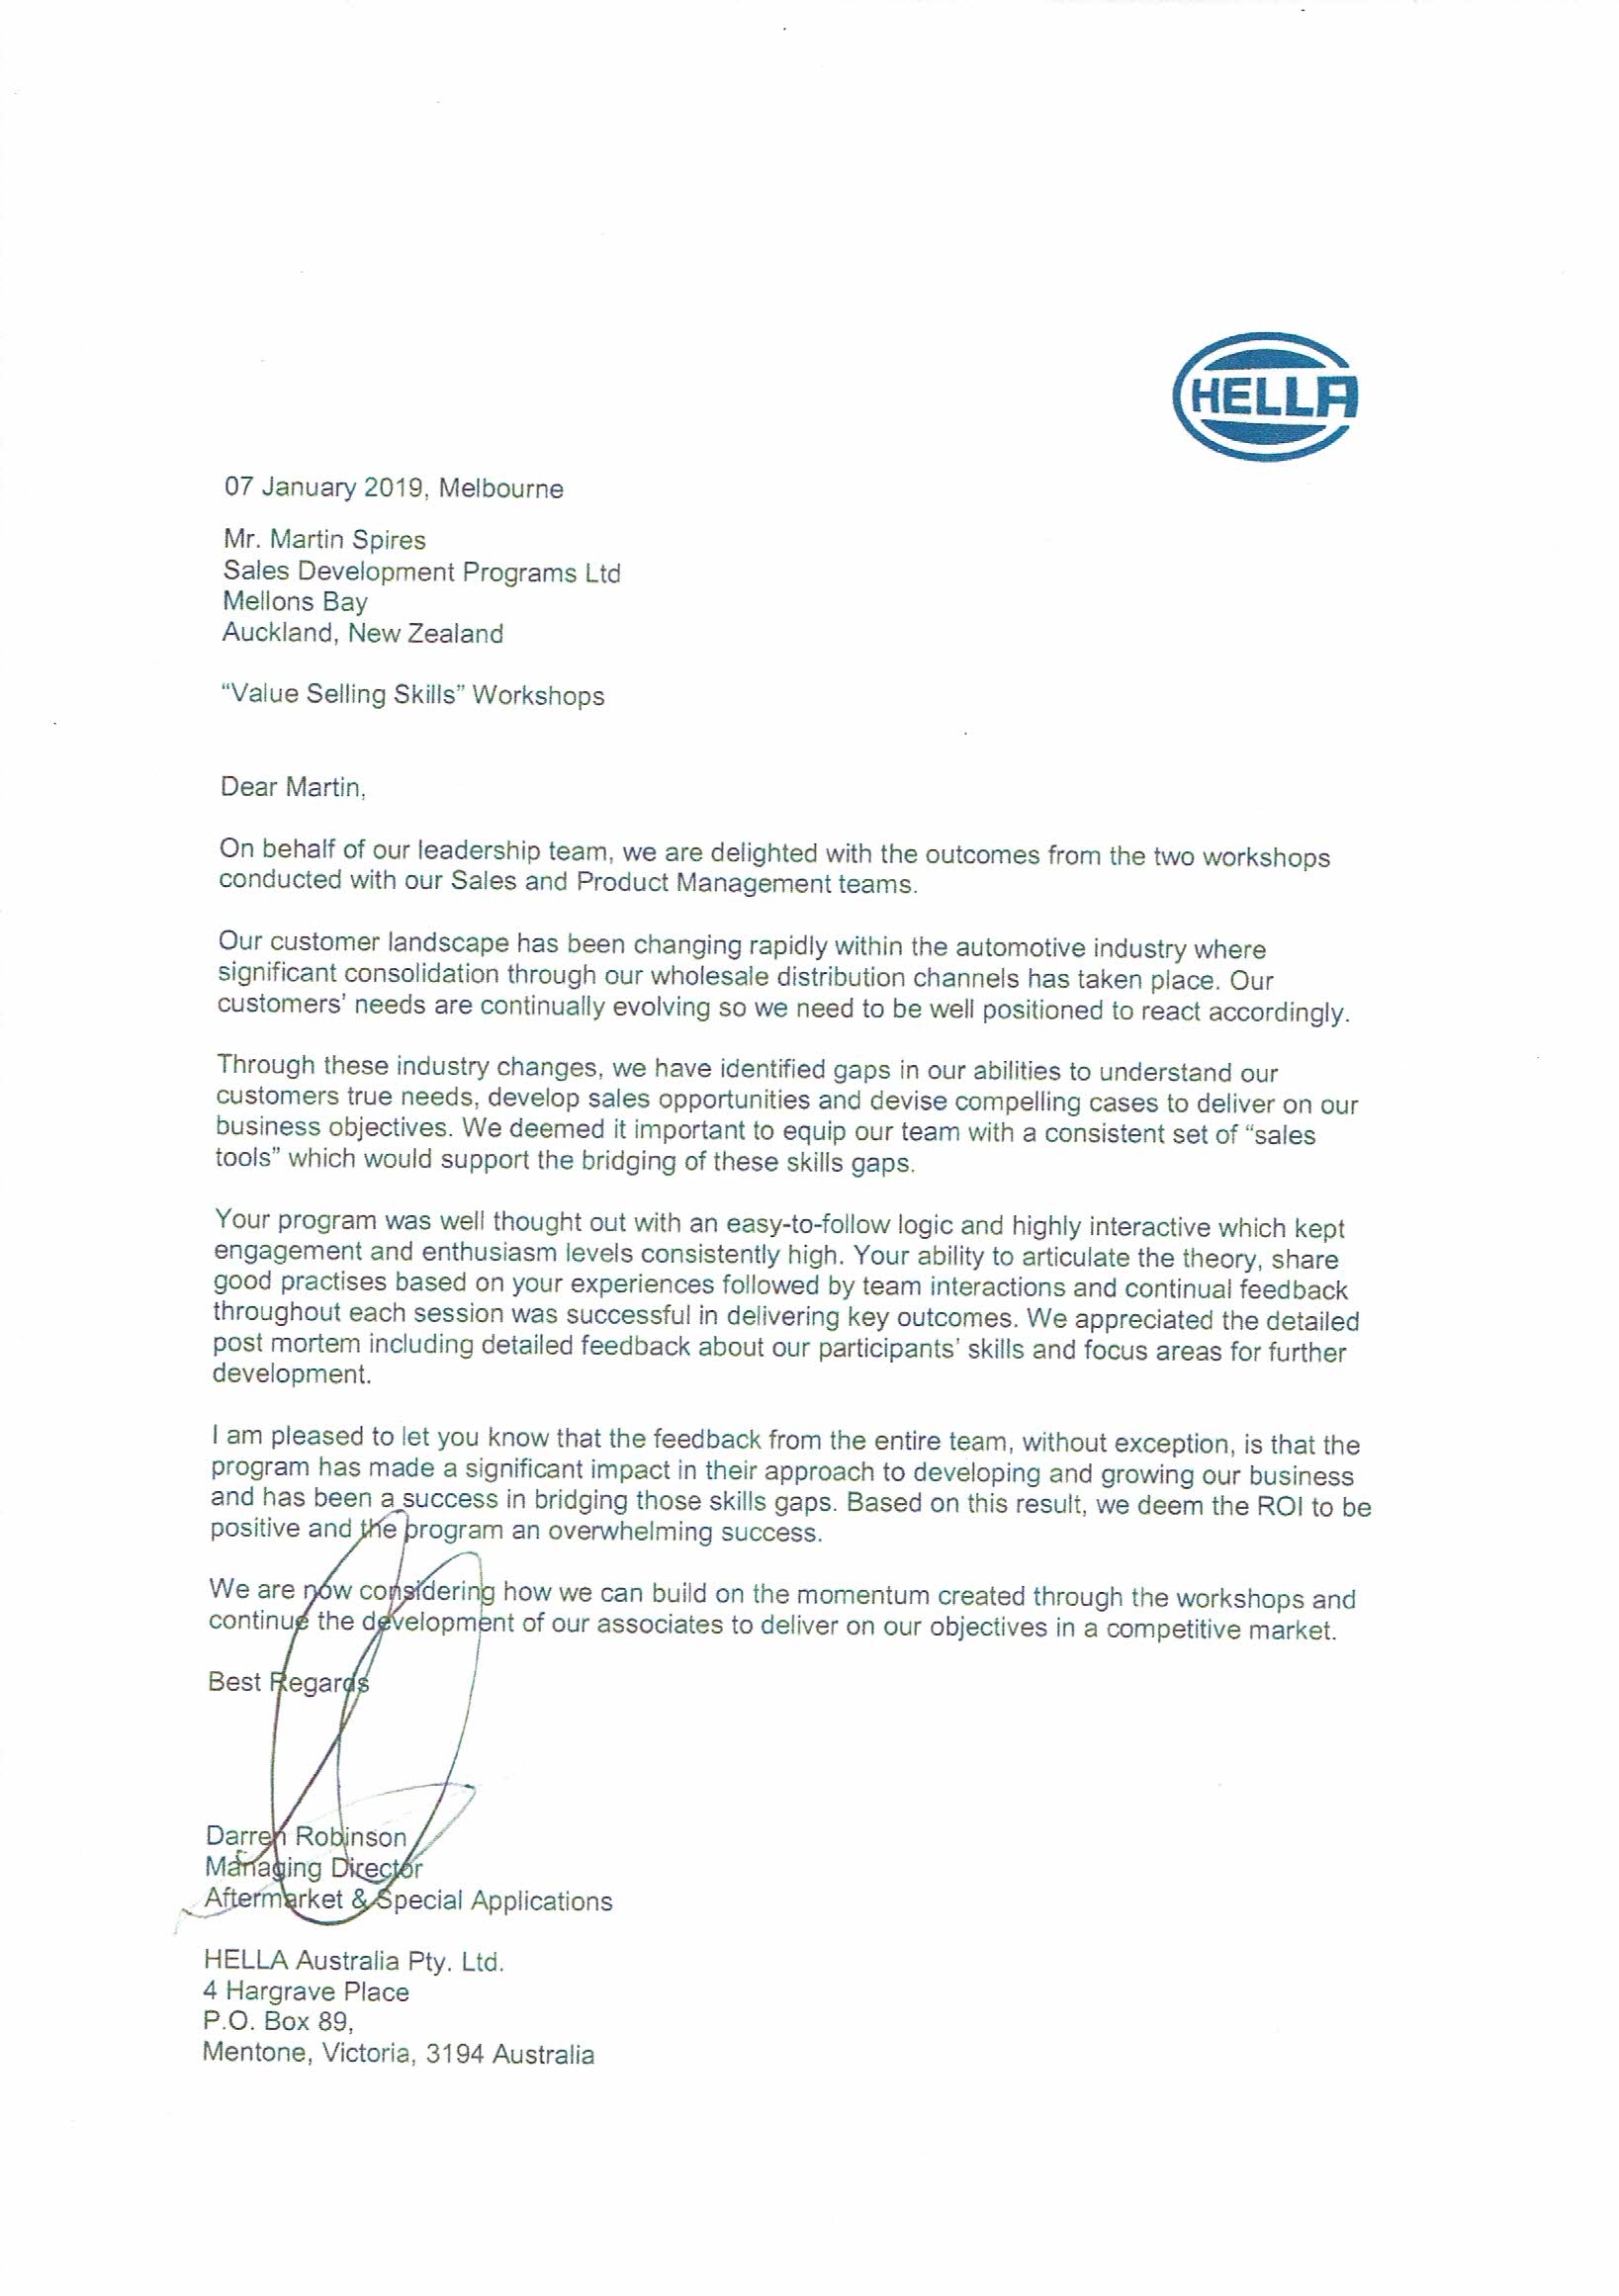 HELLA
07 January 2019, Melbourne
Mr. Martin Spires
Sales Development Programs Ltd
Mellons Bay
Auckland, New Zealand
“Value Selling Skills” Workshops
Dear Martin,
On behalf of our leadership team, we are delighted with the outcomes from the two workshops
conducted with our Sales and Product Management teams.
Our customer landscape has been changing rapidly within the automotive industry where
significant consolidation through our wholesale distribution channels has taken place. Our
customers' needs are continually evolving so we need to be well positioned to react accordingly.
Through these industry changes, we have identified gaps in our abilities to understand our
customers true needs, develop sales opportunities and devise compelling cases to deliver on our
business objectives. We deemed it important to equip our team with a consistent set of “sales
tools” which would support the bridging of these skills gaps.
Your program was well thought out with an easy-to-follow logic and highly interactive which kept
engagement and enthusiasm levels consistently high. Your ability to articulate the theory, share
good practises based on your experiences followed by team interactions and continual feedback
throughout each session was successful in delivering key outcomes. We appreciated the detailed
post mortem including detailed feedback about our participants' skills and focus areas for further
development.
I am pleased to let you know that the feedback from the entire team, without exception, is that the
program has made a significant impact in their approach to developing and growing our business
and has been a success in bridging those skills gaps. Based on this result, we deem the ROI to be
positive and the program an overwhelming success.
We are now considering how we can build on the momentum created through the workshops and
continue the development of our associates to deliver on our objectives in a competitive market.
Best Regards
Darren Robinson
Managing Director
Aftermarket & Special Applications
HELLA Australia Pty. Ltd.
4 Hargrave Place
P.O. Box 89,
Mentone, Victoria, 3194 Australia